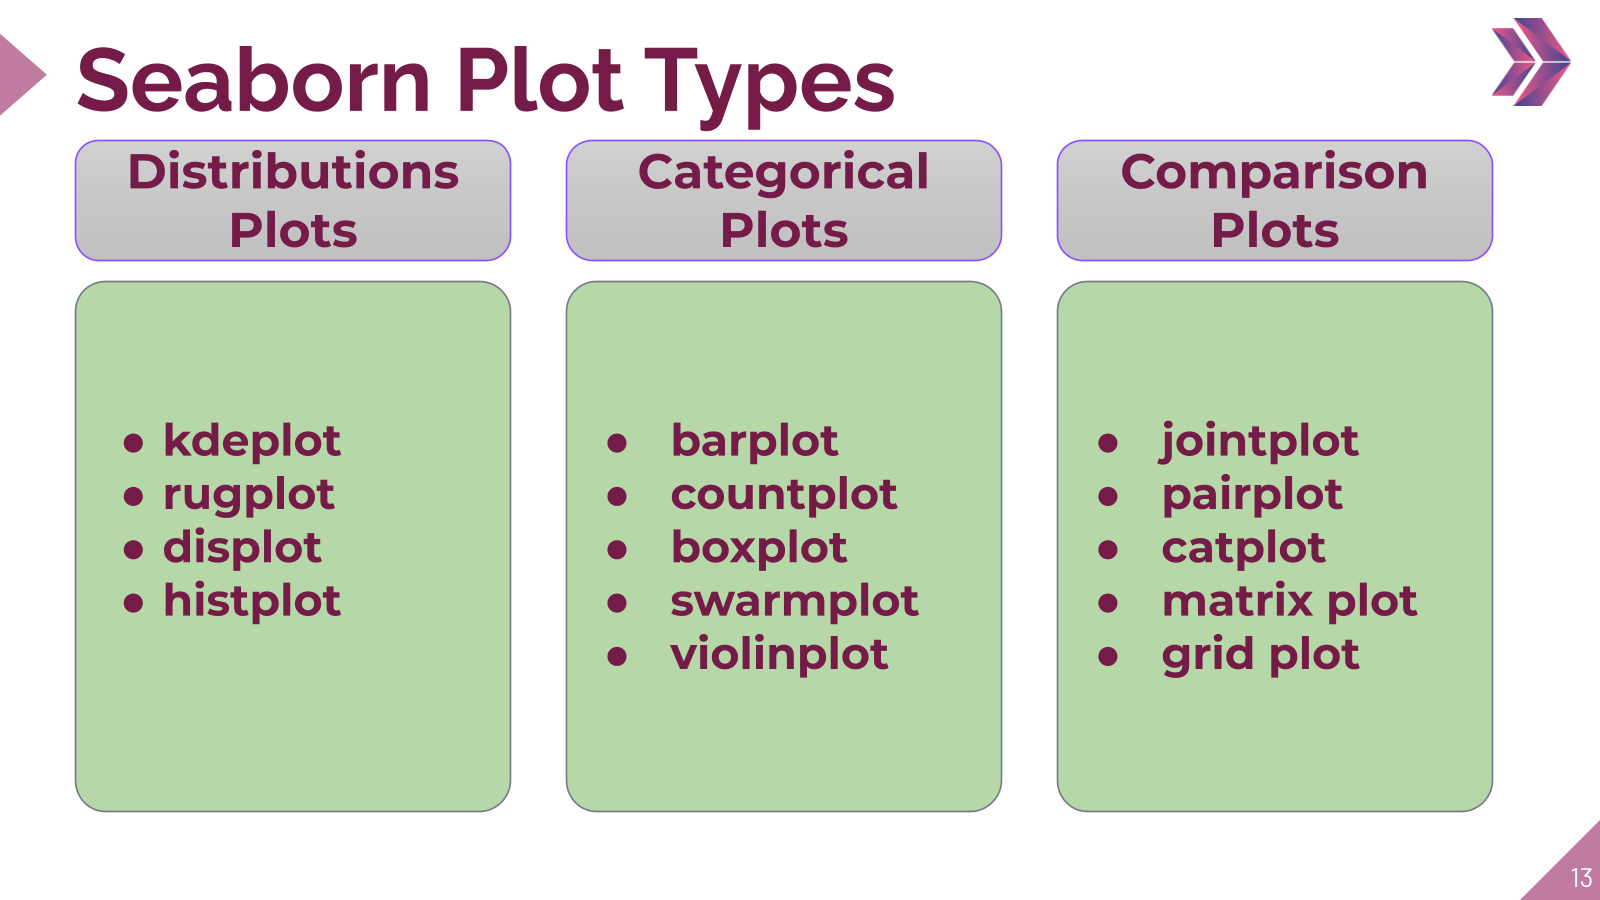 Seaborn Plot Types
Distributions
Plots
● kdeplot
● rugplot
● displot
● histplot
Categorical
Plots
● barplot
● countplot
● boxplot
● swarmplot
● violinplot
Comparison
Plots
● jointplot
● pairplot
● catplot
● matrix plot
● grid plot
13